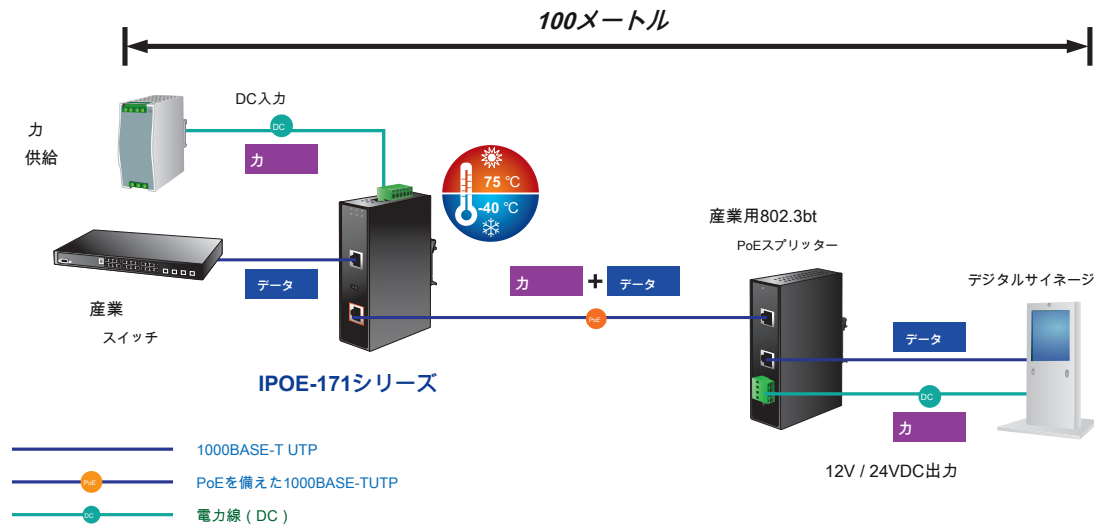 100メートル
DC入力
力
供給
DC
力
75 °C
-40 °C
産業用802.3bt
PoEスプリッター
デジタルサイネージ
データ
力
+
データ
産業
スイッチ
PoE
データ
IPOE-171シリーズ
DC
力
12V / 24VDC出力
1000BASE-T UTP
PoE
PoEを備えた1000BASE-TUTP
DC
電力線 ( DC )